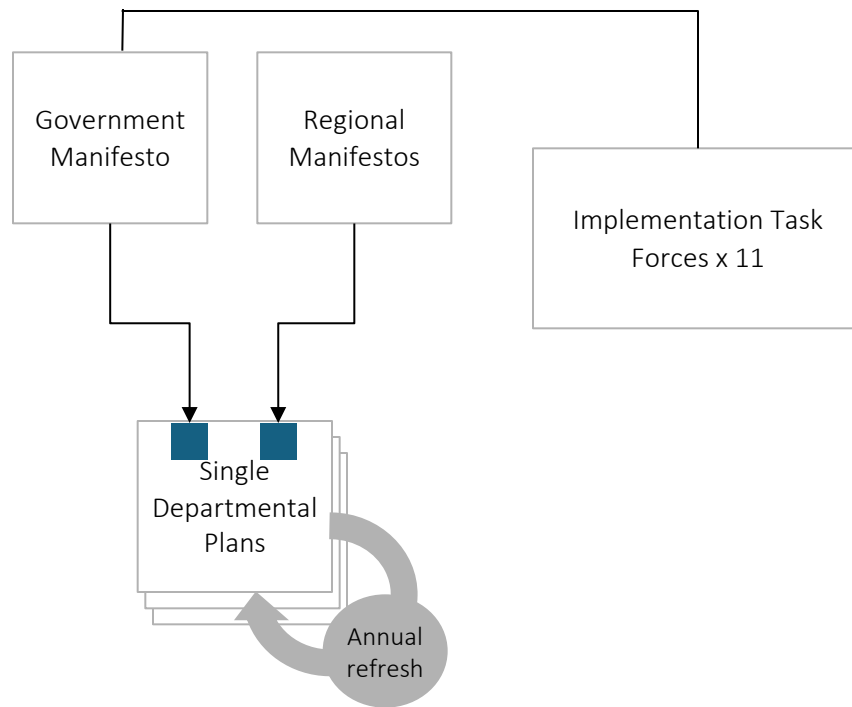 Government
Manifesto
Regional
Manifestos
Implementation Task
Forces x 11
Single
Departmental
Plans
Annual
refresh